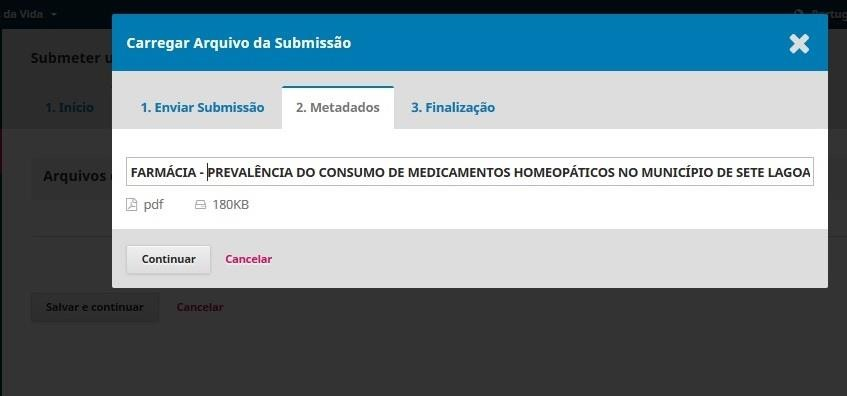 da Vida
Carregar Arquivo da Submissão
Submeter u
1. Início
1. Enviar Submissão
2. Metadados
3. Finalização
FARMÁCIA - PREVALÊNCIA DO CONSUMO DE MEDICAMENTOS HOMEOPÁTICOS NO MUNICÍPIO DE SETE LAGOA
Arquivos
pdf
180KB
Continuar
Cancelar
Salvar e continuar
Cancelar